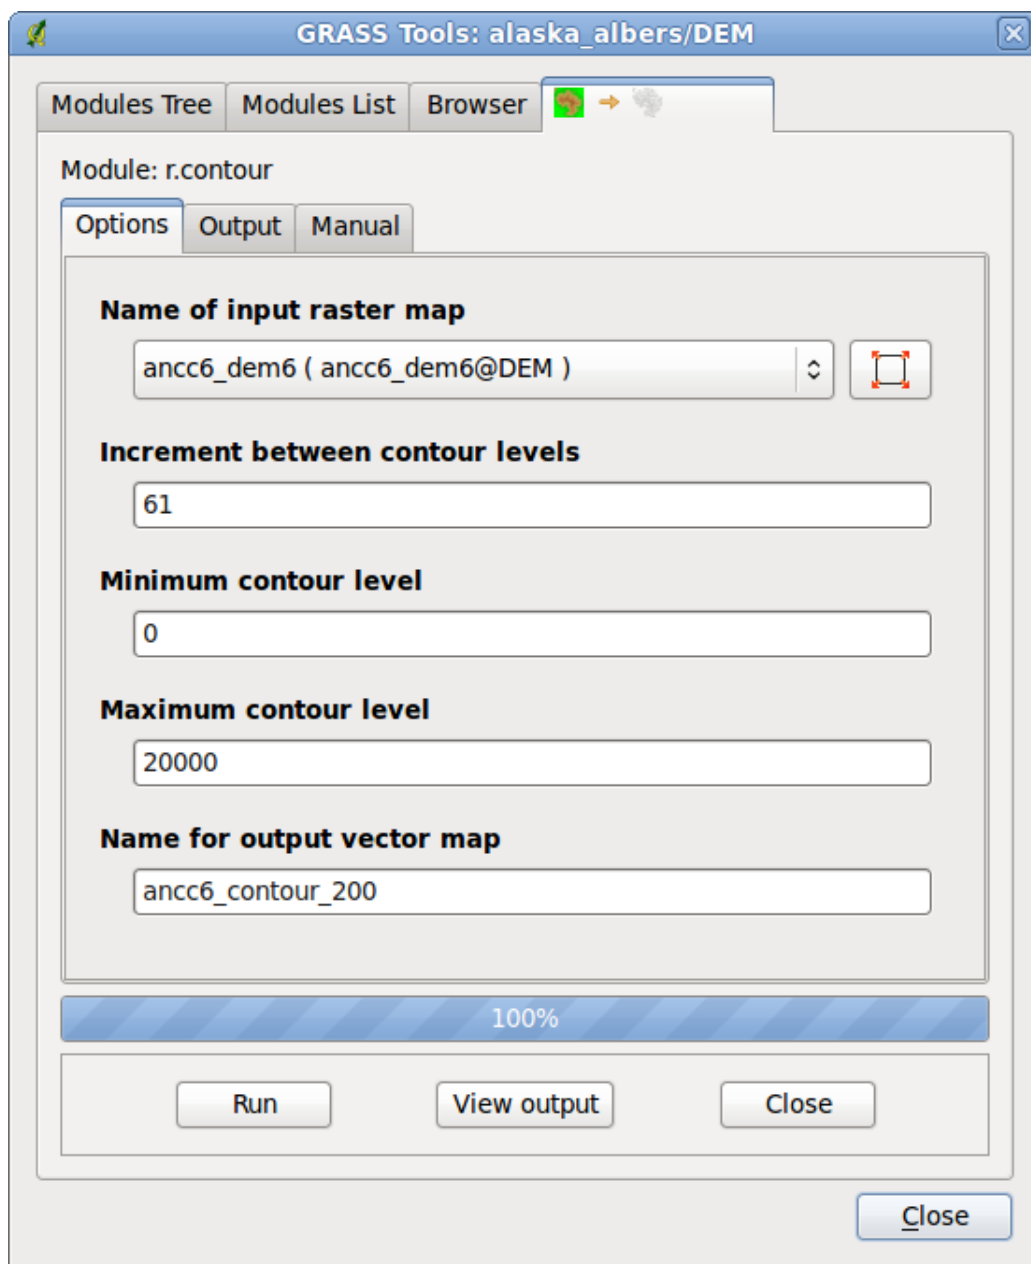 GRASS Tools: alaska_albers/DEM
Modules Tree Modules List Browser
Module: r.contour
Options Output Manual
Name of input raster map
ancc6_dem6 ( ancc6_dem6@DEM )
Increment between contour levels
61
Minimum contour level
0
Maximum contour level
20000
Name for output vector map
ancc6_contour_200
100%
Run View output Close
Close